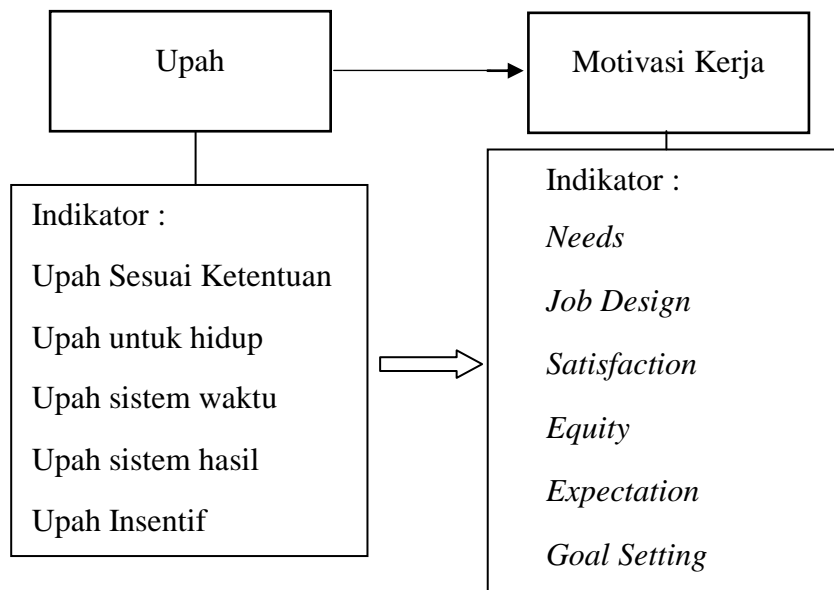 Upah
Motivasi Kerja
Indikator :
Upah Sesuai Ketentuan
Upah untuk hidup
Upah sistem waktu
Upah sistem hasil
Upah Insentif
Indikator :
Needs
Job Design
Satisfaction
Equity
Expectation
Goal Setting